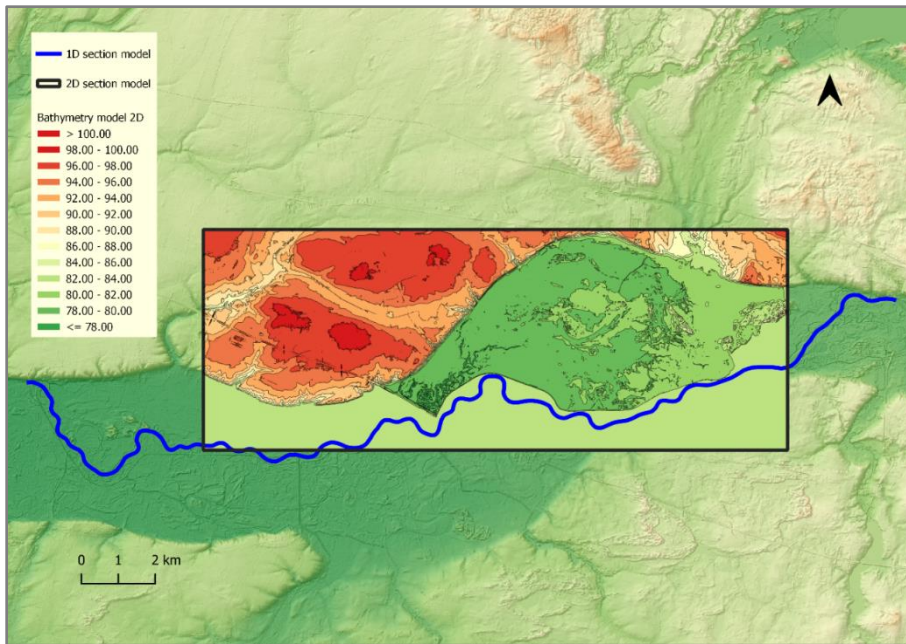 1D section model
2D section model
Bathymetry model 2D
> 100.00
98.00 - 100.00
96.00 - 98.00
94.00 - 96.00
92.00 - 94.00
90.00 - 92.00
88.00 - 90.00
86.00 - 88.00
84.00 - 86.00
82.00 - 84.00
80.00 - 82.00
78.00 - 80.00
<= 78.00
0 1 2 km